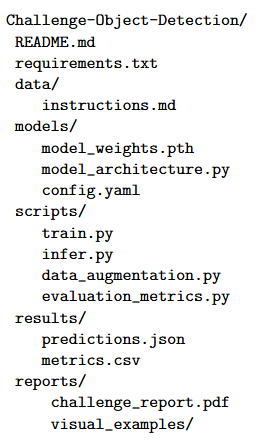 Challenge-Object-Detection/
README.md
requirements.txt
data/
instructions.md
models/
model_weights.pth
model_architecture.py
config.yaml
scripts/
train.py
infer.py
data_augmentation.py
evaluation_metrics.py
results/
predictions.json
metrics.csv
reports/
challenge_report.pdf
visual_examples/